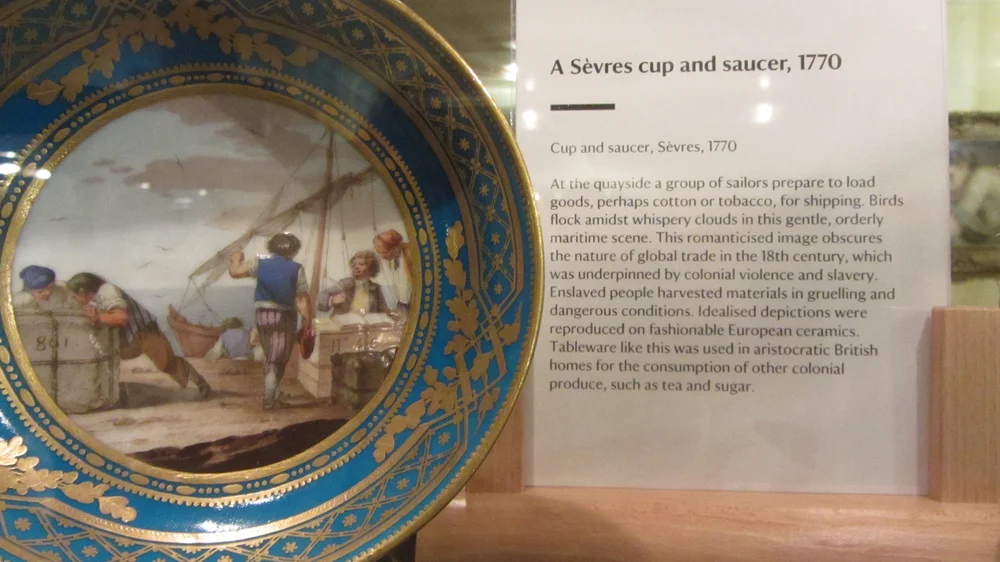 A Sèvres cup and saucer, 1770
Cup and saucer, Sèvres, 1770
At the quayside a group of sailors prepare to load
goods, perhaps cotton or tobacco, for shipping. Birds
flock amidst whispery clouds in this gentle, orderly
maritime scene. This romanticised image obscures
the nature of global trade in the 18th century, which
was underpinned by colonial violence and slavery.
Enslaved people harvested materials in gruelling and
dangerous conditions. Idealised depictions were
reproduced on fashionable European ceramics.
Tableware like this was used in aristocratic British
homes for the consumption of other colonial
produce, such as tea and sugar.